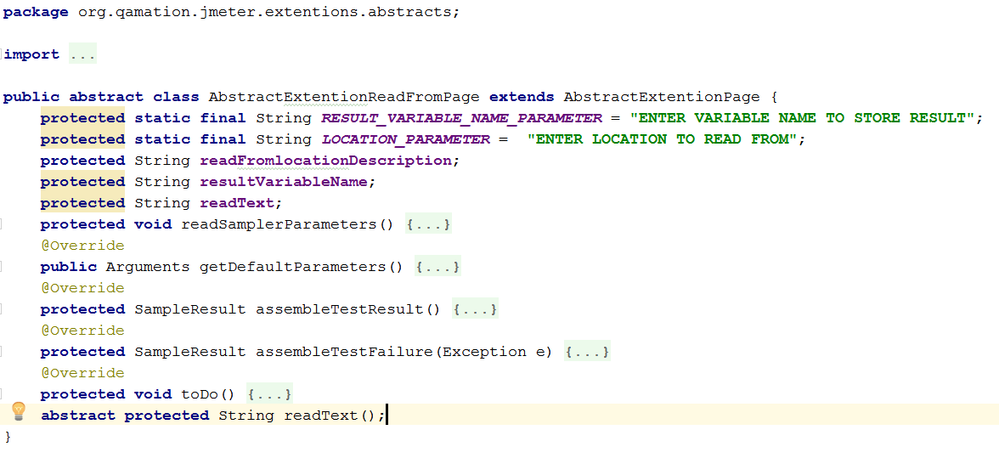 package org.qamation.jmeter.extentions.abstracts;
import ...
public abstract class AbstractExtentionReadFromPage extends AbstractExtentionPage {
protected static final String RESULT_VARIABLE_NAME_PARAMETER = "ENTER VARIABLE NAME TO STORE RESULT";
protected static final String LOCATION_PARAMETER =  "ENTER LOCATION TO READ FROM";
protected String readFromlocationDescription;
protected String resultVariableName;
protected String readText;
protected void readSamplerParameters() {...}
@Override
public Arguments getDefaultParameters() {...}
@Override
protected SampleResult assembleTestResult() {...}
@Override
protected SampleResult assembleTestFailure(Exception e) {...}
@Override
protected void toDo() {...}
abstract protected String readText();
}